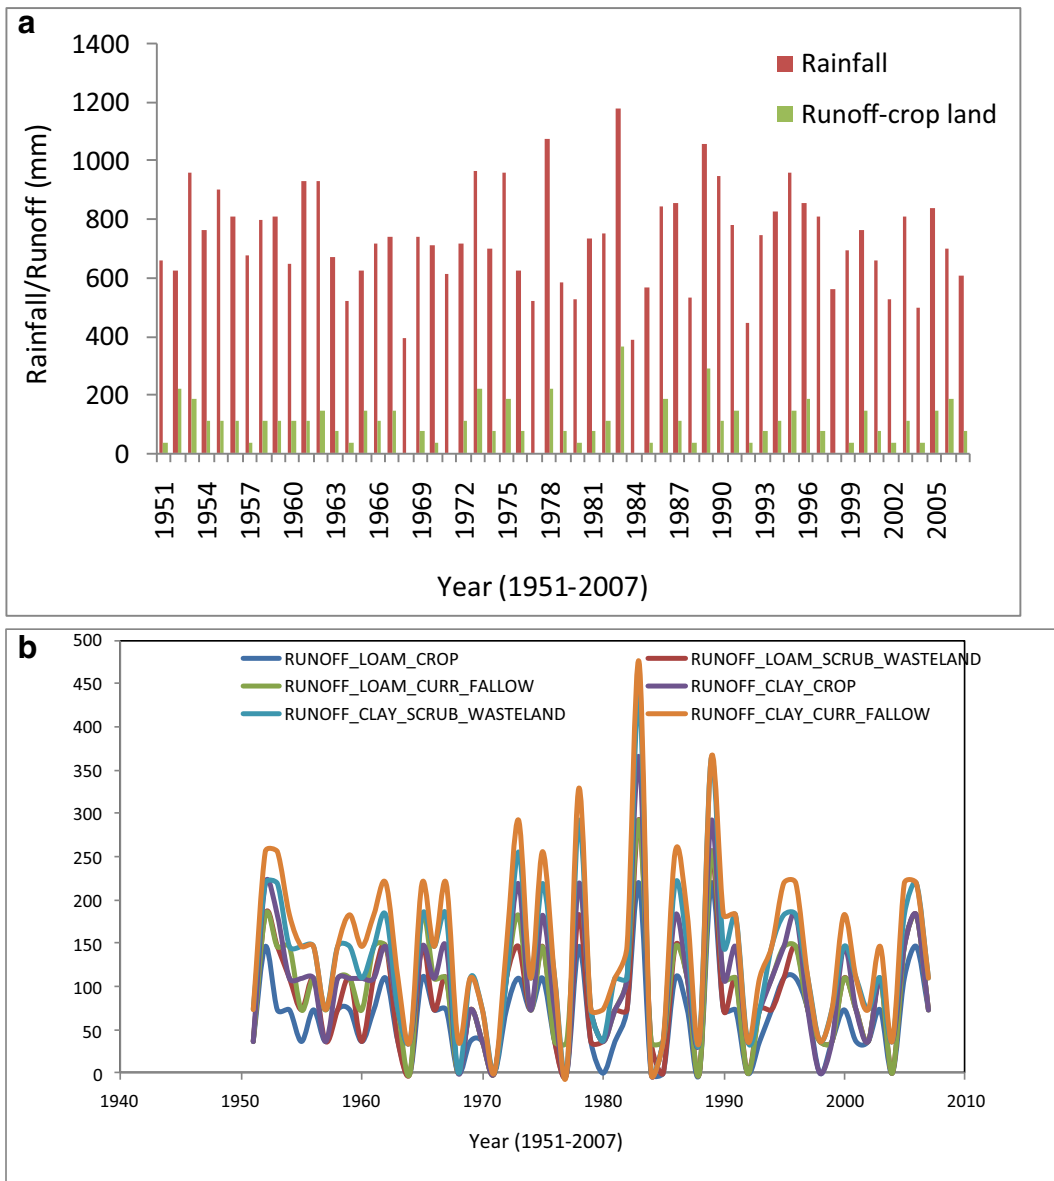 a
1400
1200
1000
800
600
400
200
0
Rainfall/Runoff (mm)
Rainfall
Runoff-crop land
1951 1954 1957 1960 1963 1966 1969 1972 1975 1978 1981 1984 1987 1990 1993 1996 1999 2002 2005
Year (1951-2007)
b
500
450
400
350
300
250
200
150
100
50
0
RUNOFF_LOAM_CROP RUNOFF_LOAM_SCRUB_WASTELAND
RUNOFF_LOAM_CURR_FALLOW RUNOFF_CLAY_CROP
RUNOFF_CLAY_SCRUB_WASTELAND RUNOFF_CLAY_CURR_FALLOW
1940 1950 1960 1970 1980 1990 2000 2010
Year (1951-2007)